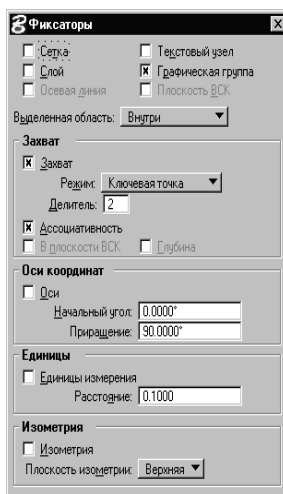 Фиксаторы
Сетка Текстовый узел
Слой Графическая группа
Осевая линия Плоскость ВСК
Выделенная область: Внутри
Захват
Захват
Режим: Ключевая точка
Делитель: 2
Ассоциативность
В плоскости ВСК Глубина
Оси координат
Оси
Начальный угол: 0.0000°
Приращение: 90.0000°
Единицы
Единицы измерения
Расстояние: 0.1000
Изометрия
Изометрия
Плоскость изометрии: Верхняя